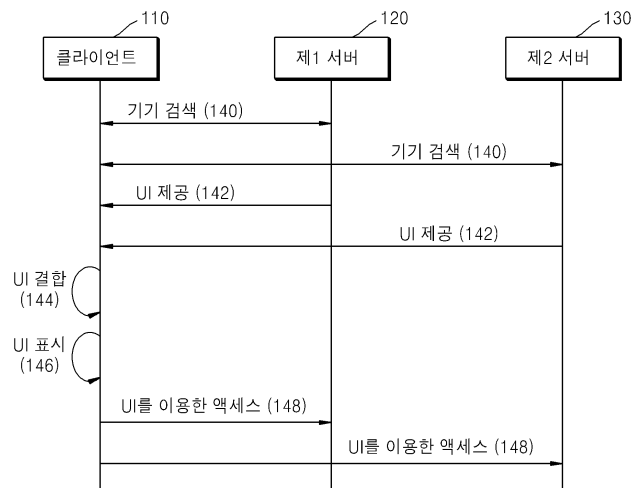 110
120
130
클라이언트
제1 서버
제2 서버
기기 검색 (140)
기기 검색 (140)
UI 제공 (142)
UI 제공 (142)
UI 결합
(144)
UI 표시
(146)
UI를 이용한 액세스 (148)
UI를 이용한 액세스 (148)